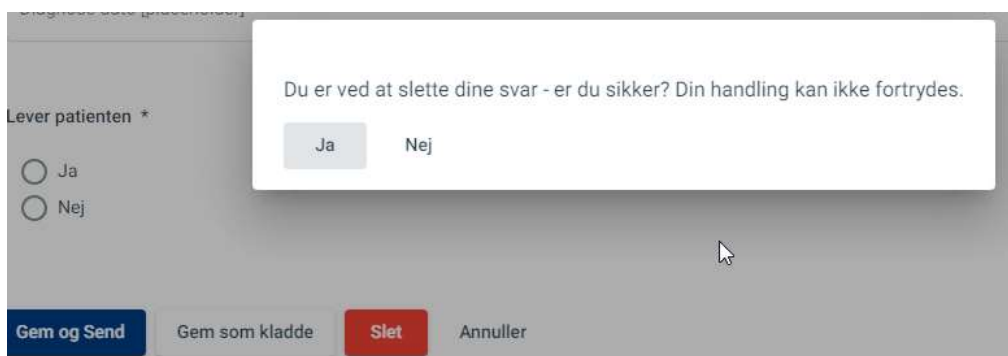 Du er ved at slette dine svar - er du sikker? Din handling kan ikke fortrydes.
Ja Nej
Lever patienten *
Ja
Nej
Gem og Send Gem som kladde Slet Annuller